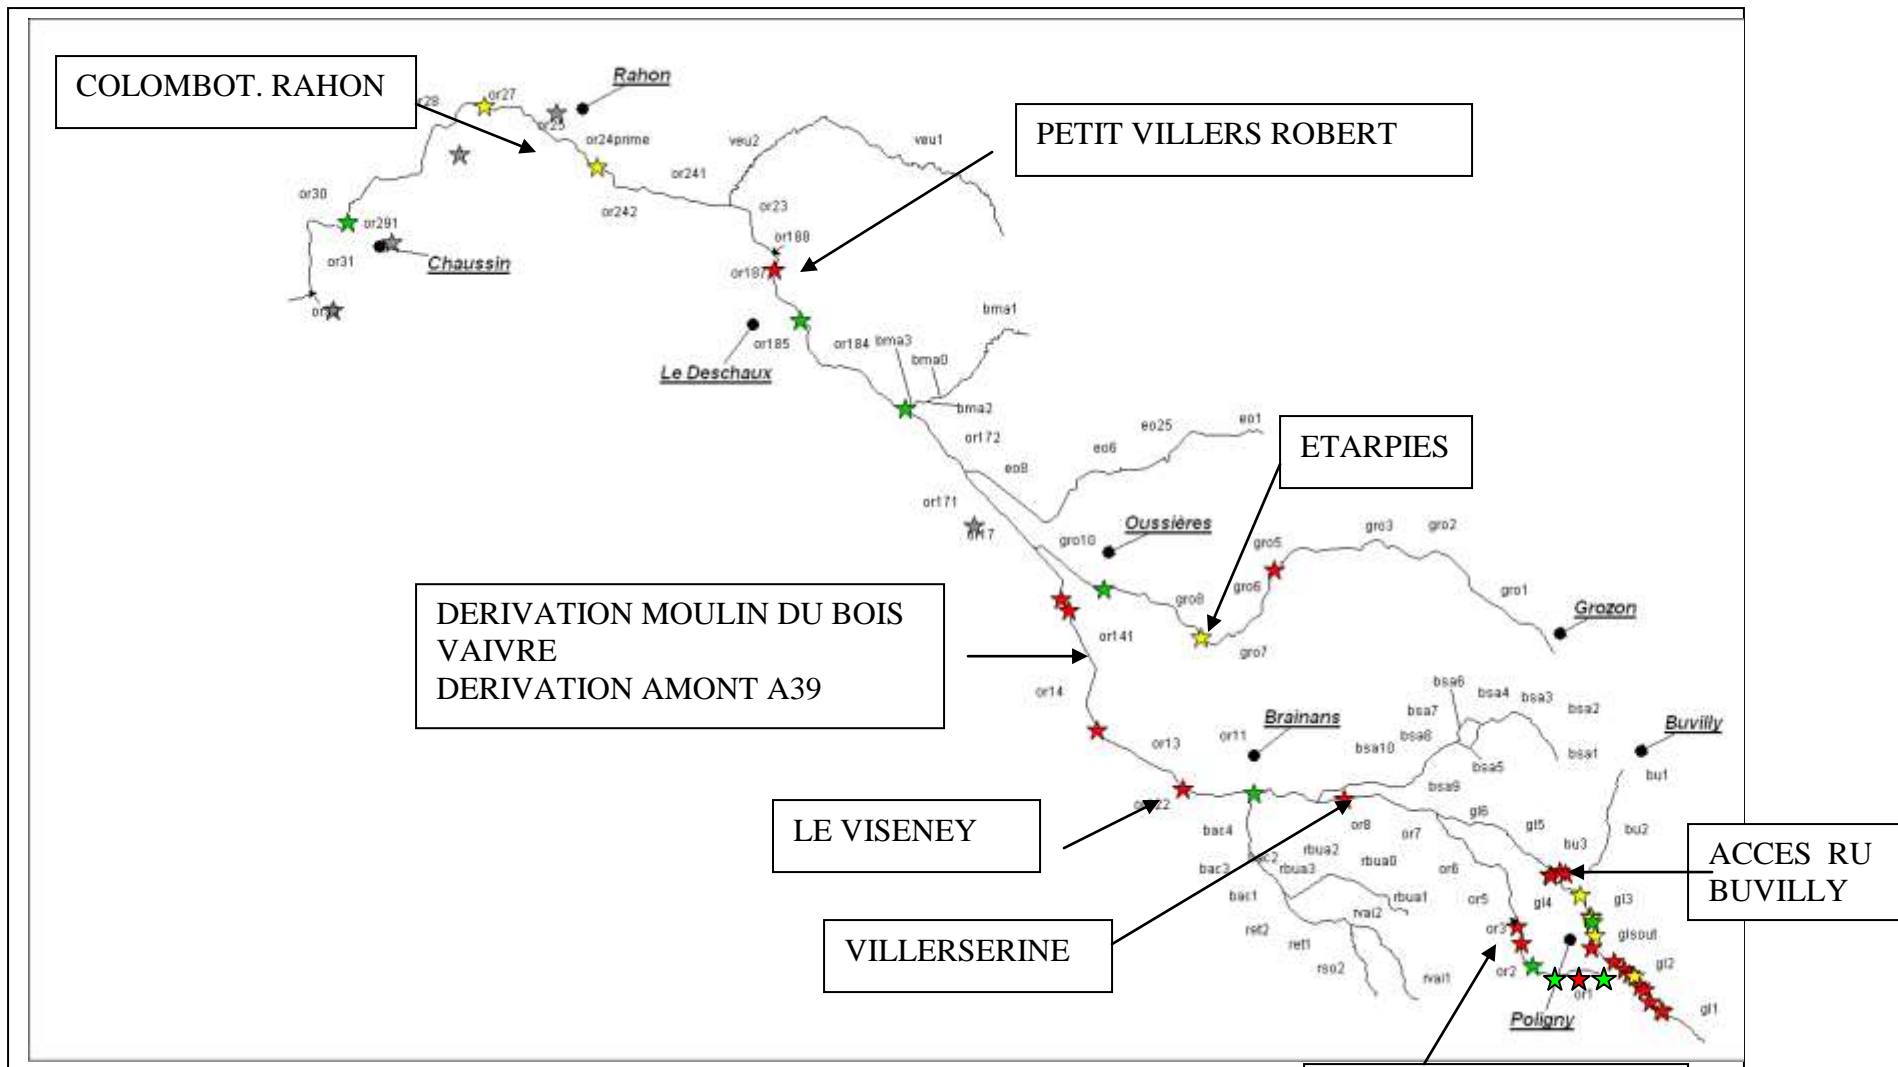 COLOMBOT. RAHON
Rahon
or27
or24prime
or241
or242
veu2
veu1
PETIT VILLERS ROBERT
or23
or188
or187
or30
or291
or31
Chaussin
Le Deschaux
or185
or184
bma3
bma0
bma1
bma2
or172
eo8
eo6
eo25
eo1
ETARPIES
or171
Oussières
gro10
gro8
gro7
gro6
gro5
gro3
gro2
gro1
Grozon
DERIVATION MOULIN DU BOIS
VAIVRE
DERIVATION AMONT A39
or141
or14
or13
or11
Brainans
bsa10
bsa8
bsa7
bsa6
bsa4
bsa3
bsa2
bsa1
bsa5
bsa9
Buvilly
bu1
bu2
bu3
LE VISENEY
VILLERSERINE
ACCES RU
BUVILLY
bac4
bac3
bac1
rbua2
rbua3
rbua0
rbua1
rvai2
rvai1
ret2
ret1
rso2
or8
or7
or6
or5
or3
or2
or1
gl6
gl5
gl4
gl3
glsout
gl2
gl1
Poligny